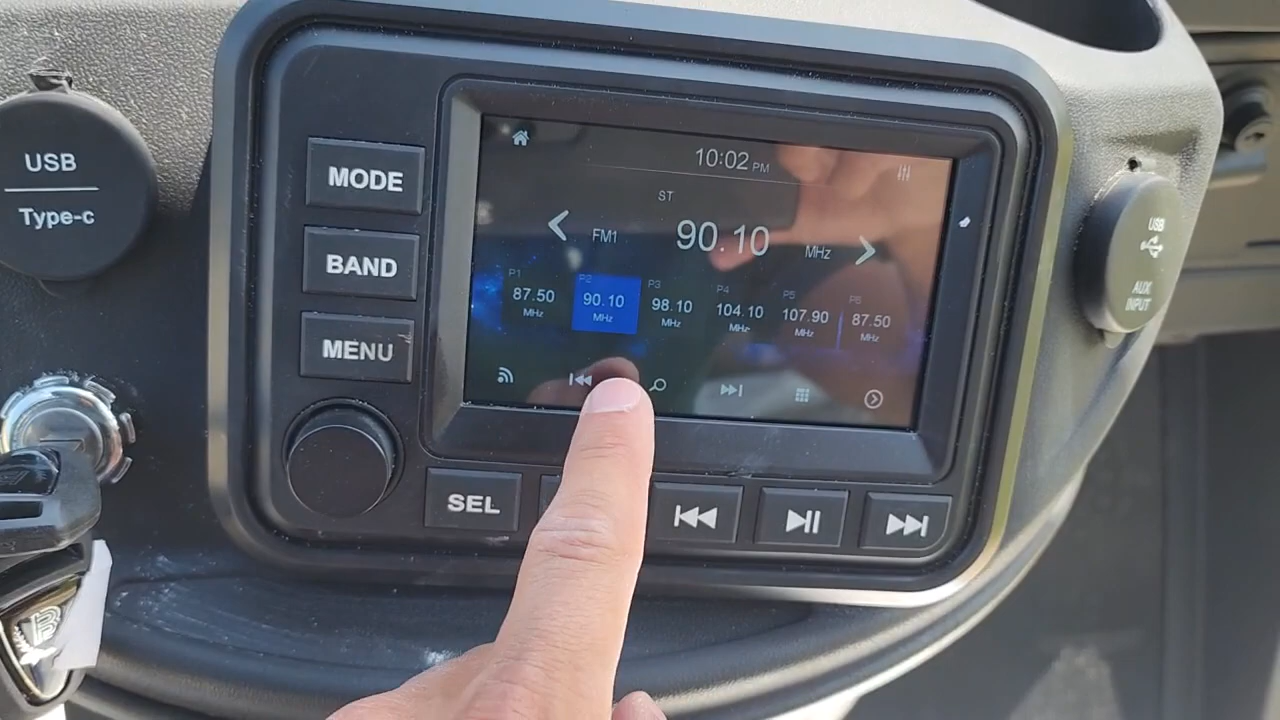 USB
Type-c
MODE
BAND
MENU
SEL
10:02 PM
ST
FM1 90.10 MHz
P1 P2 P3 P4 P5 P6
87.50 90.10 98.10 104.10 107.90 87.50
MHz MHz MHz MHz MHz MHz
USB
AUX
INPUT